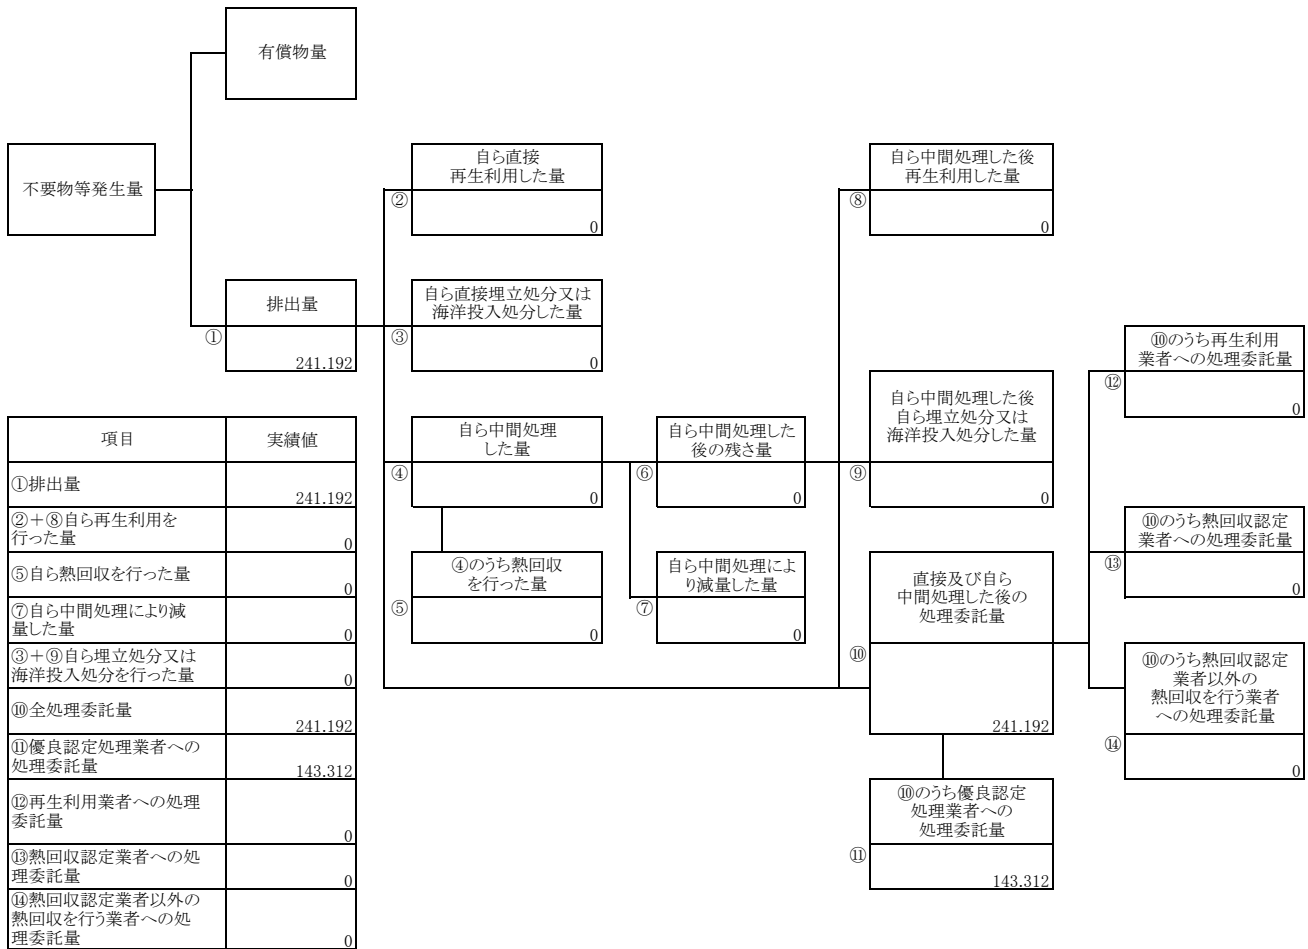 有償物量
不要物等発生量
自ら直接
再生利用した量
②
0
自ら中間処理した後
再生利用した量
⑧
0
排出量
①
241.192
自ら直接埋立処分又は
海洋投入処分した量
③
0
⑩のうち再生利用
業者への処理委託量
⑫
0
自ら中間処理した後
自ら埋立処分又は
海洋投入処分した量
⑨
0
自ら中間処理
した量
④
0
自ら中間処理した
後の残さ量
⑥
0
⑩のうち熱回収認定
業者への処理委託量
⑬
0
④のうち熱回収
を行った量
⑤
0
自ら中間処理によ
り減量した量
⑦
0
直接及び自ら
中間処理した後の
処理委託量
⑩
241.192
⑩のうち熱回収認定
業者以外の
熱回収を行う業者
への処理委託量
⑭
0
⑩のうち優良認定
処理業者への
処理委託量
⑪
143.312
項目 実績値
①排出量
241.192
②+⑧自ら再生利用を
行った量
0
⑤自ら熱回収を行った量
0
⑦自ら中間処理により減
量した量
0
③+⑨自ら埋立処分又は
海洋投入処分を行った量
0
⑩全処理委託量
241.192
⑪優良認定処理業者への
処理委託量
143.312
⑫再生利用業者への処理
委託量
0
⑬熱回収認定業者への処
理委託量
0
⑭熱回収認定業者以外の
熱回収を行う業者への処
理委託量
0